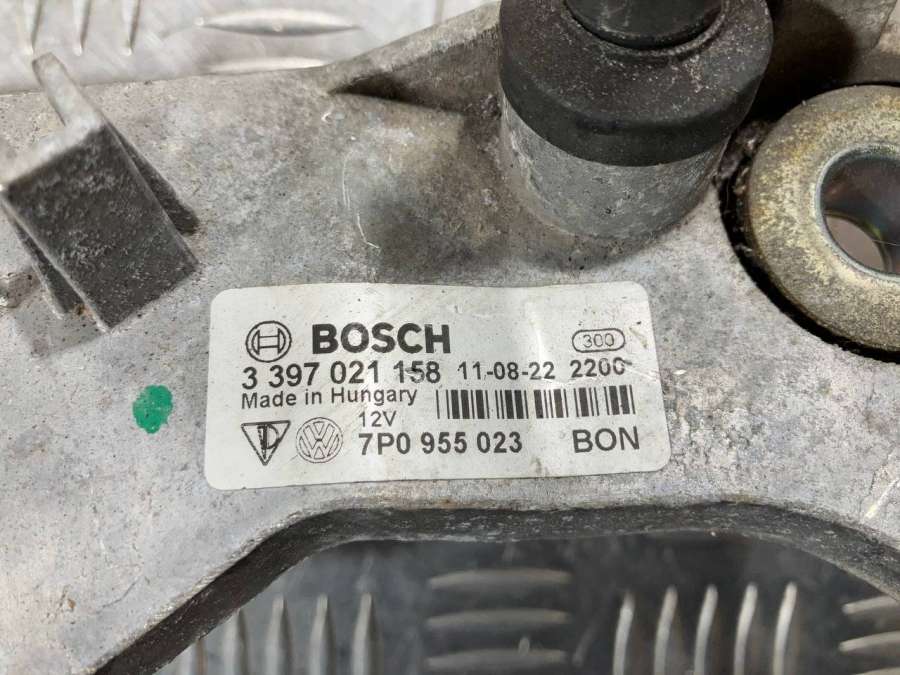 BOSCH 300
3 397 021 158 11-08-22 2200
Made in Hungary
12V
7P0 955 023 BON